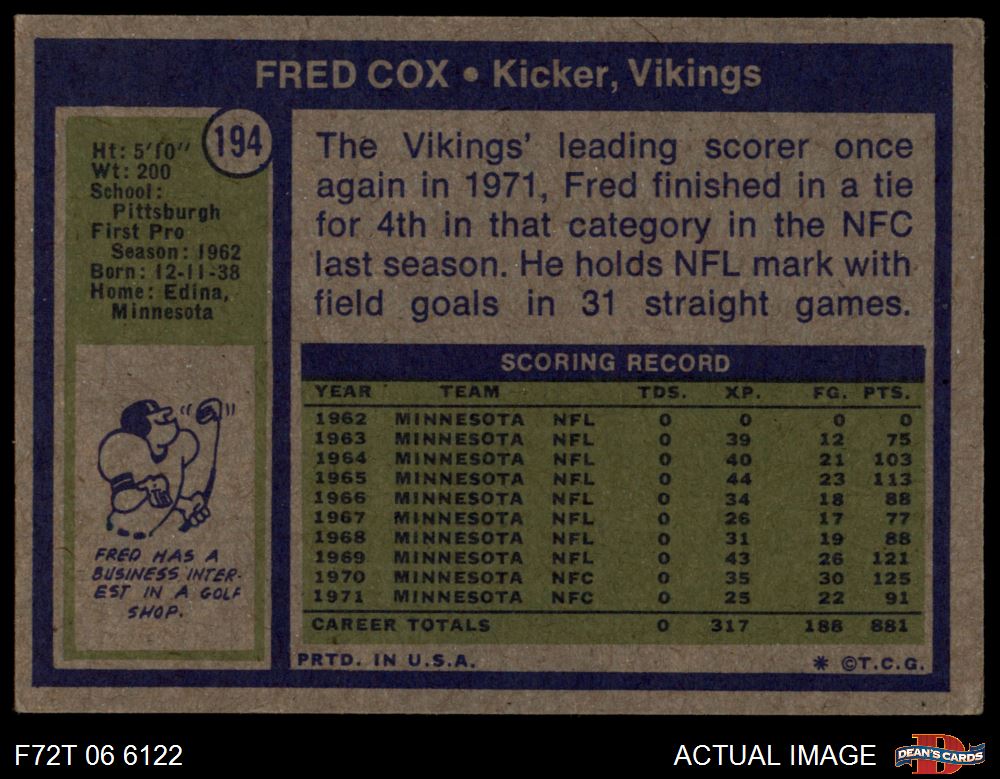 FRED COX • Kicker, Vikings
194
Ht: 5'10"
Wt: 200
School:
Pittsburgh
First Pro
Season: 1962
Born: 12-11-38
Home: Edina,
Minnesota
The Vikings' leading scorer once
again in 1971, Fred finished in a tie
for 4th in that category in the NFC
last season. He holds NFL mark with
field goals in 31 straight games.
FRED HAS A
BUSINESS INTER-
EST IN A GOLF
SHOP.
SCORING RECORD
YEAR TEAM TDS. XP. FG. PTS.
1962 MINNESOTA NFL 0 0 0 0
1963 MINNESOTA NFL 0 39 12 75
1964 MINNESOTA NFL 0 40 21 103
1965 MINNESOTA NFL 0 44 23 113
1966 MINNESOTA NFL 0 34 18 88
1967 MINNESOTA NFL 0 26 17 77
1968 MINNESOTA NFL 0 31 19 88
1969 MINNESOTA NFL 0 43 26 121
1970 MINNESOTA NFC 0 35 30 125
1971 MINNESOTA NFC 0 25 22 91
CAREER TOTALS 0 317 188 881
PRTD. IN U.S.A. * ©T.C.G.
F72T 06 6122
ACTUAL IMAGE
DEAN'S CARDS